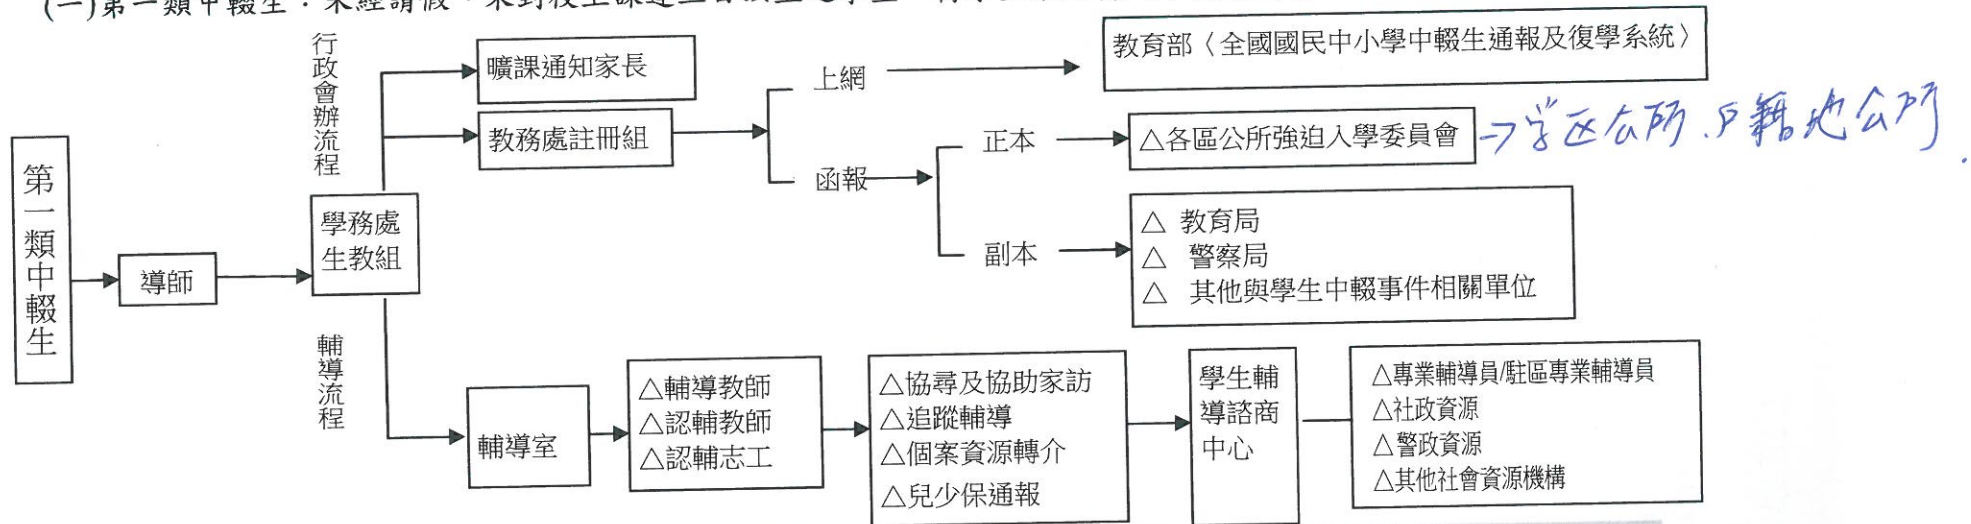 第一類中輟生
導師
學務處
生教組
行政會辦流程
曠課通知家長
教務處註冊組
上網
教育部〈全國國民中小學中輟生通報及復學系統〉
函報
正本
△各區公所強迫入學委員會
→学区公所、戶籍地公所.
副本
△ 教育局
△ 警察局
△ 其他與學生中輟事件相關單位
輔導流程
輔導室
△輔導教師
△認輔教師
△認輔志工
△協尋及協助家訪
△追蹤輔導
△個案資源轉介
△兒少保通報
學生輔
導諮商
中心
△專業輔導員/駐區專業輔導員
△社政資源
△警政資源
△其他社會資源機構